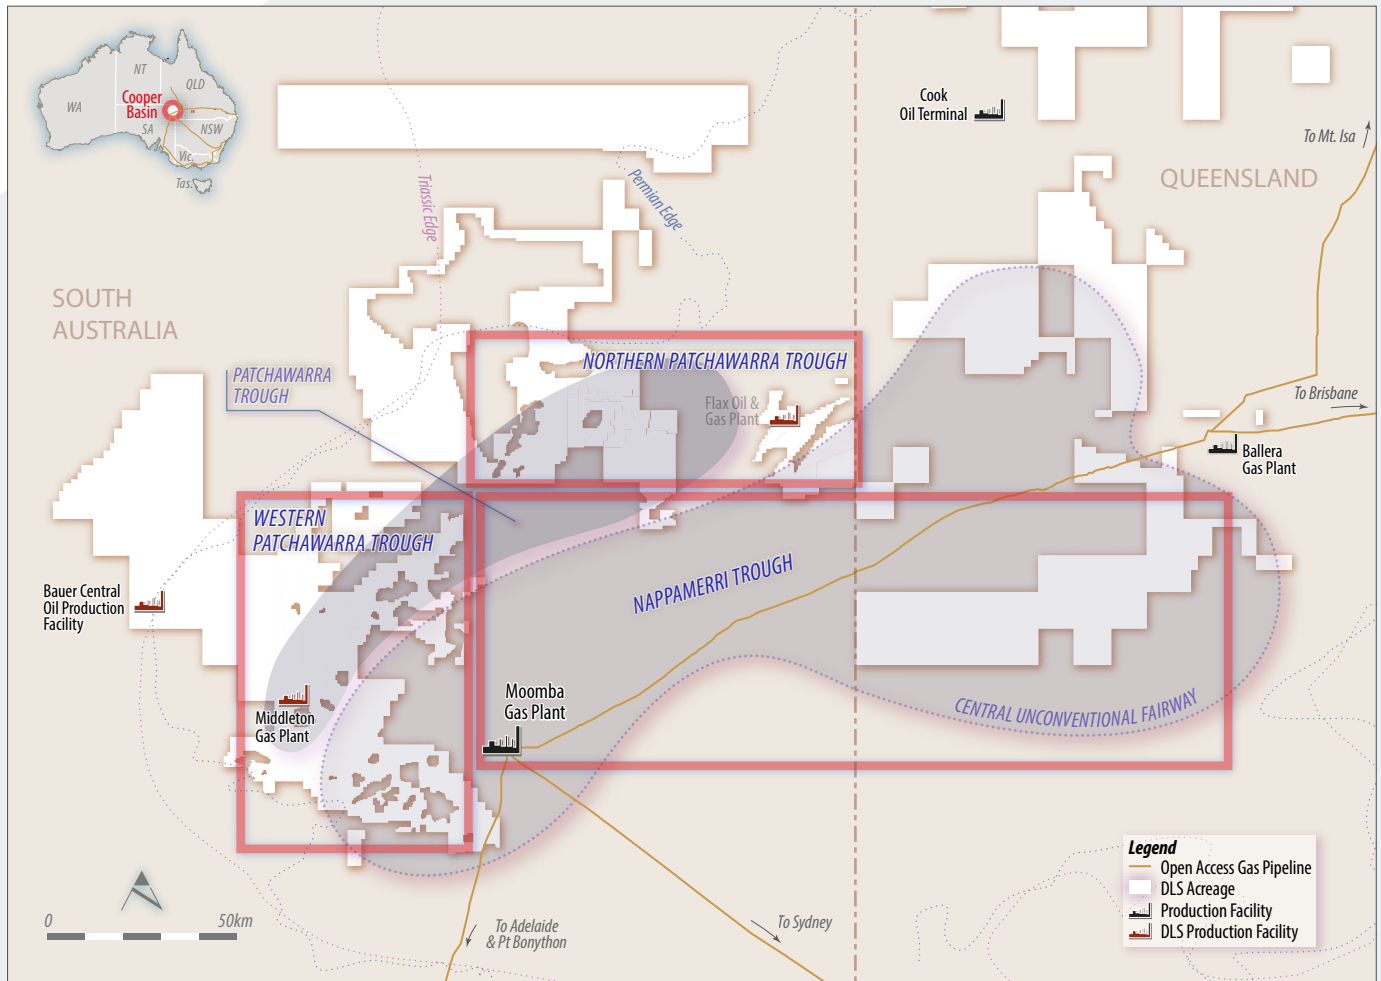 NT
QLD
WA
Cooper
Basin
SA
NSW
Vic.
Tas.
Cook
Oil Terminal
To Mt. Isa
QUEENSLAND
Triassic Edge
Permian Edge
SOUTH
AUSTRALIA
PATCHAWARRA
TROUGH
NORTHERN PATCHAWARRA TROUGH
Flax Oil &
Gas Plant
To Brisbane
Ballera
Gas Plant
WESTERN
PATCHAWARRA TROUGH
NAPPAMERRI TROUGH
Bauer Central
Oil Production
Facility
Middleton
Gas Plant
Moomba
Gas Plant
CENTRAL UNCONVENTIONAL FAIRWAY
0
50km
To Adelaide
& Pt Bonython
To Sydney
Legend
Open Access Gas Pipeline
DLS Acreage
Production Facility
DLS Production Facility